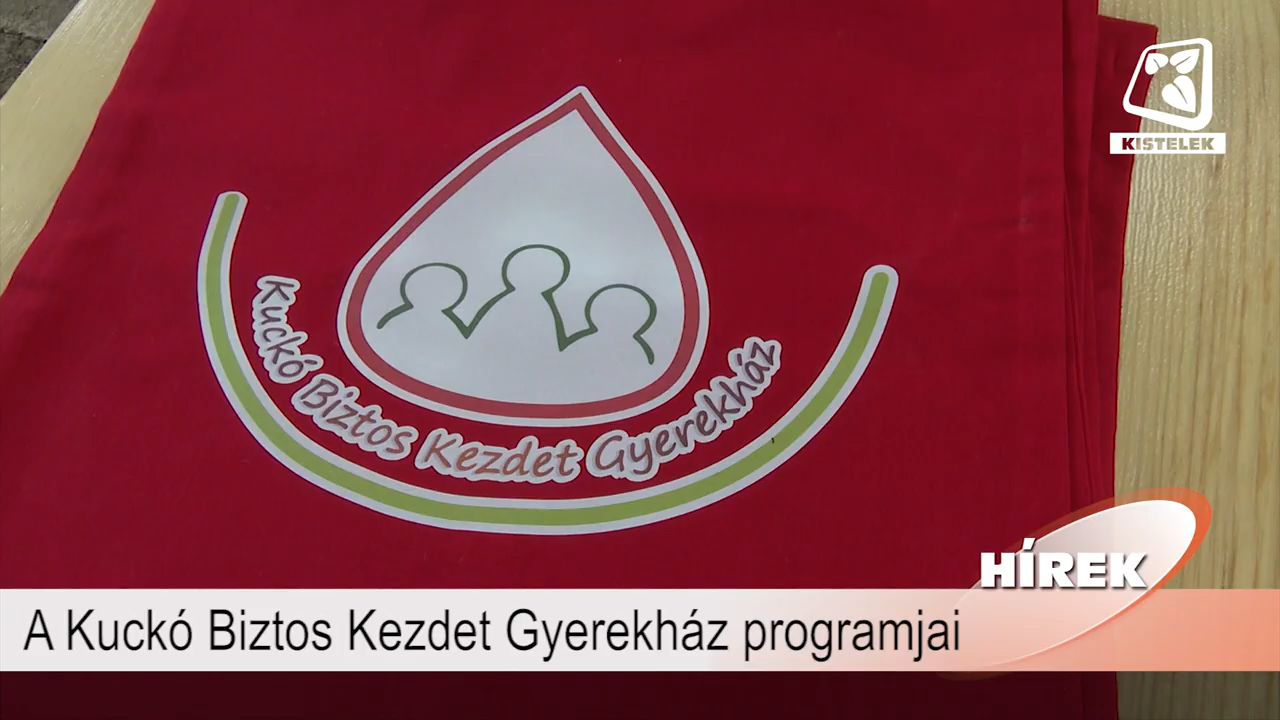 KISTELEK
Kuckó Biztos Kezdet Gyerekház
HÍREK
A Kuckó Biztos Kezdet Gyerekház programjai